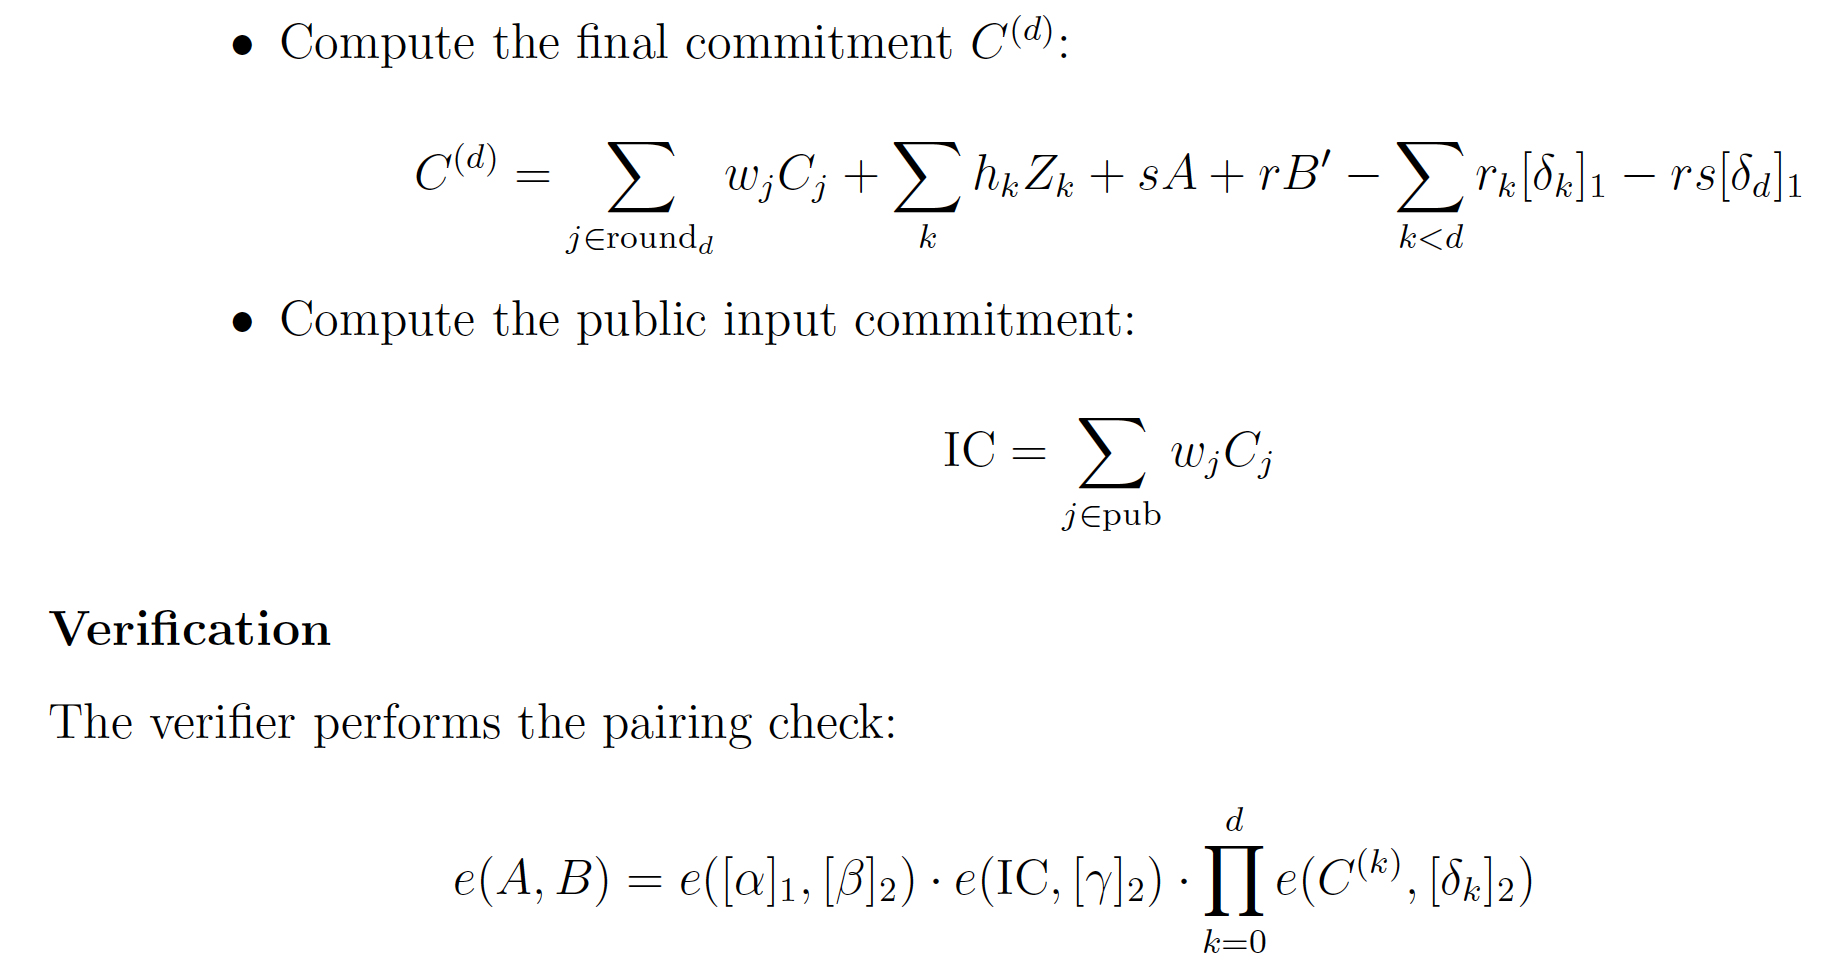 • Compute the final commitment $C^{(d)}$:
$$C^{(d)} = \sum_{j \in \text{round}_d} w_j C_j + \sum_k h_k Z_k + sA + rB' - \sum_{k<d} r_k [\delta_k]_1 - rs[\delta_d]_1$$
• Compute the public input commitment:
$$\text{IC} = \sum_{j \in \text{pub}} w_j C_j$$
Verification
The verifier performs the pairing check:
$$e(A, B) = e([\alpha]_1, [\beta]_2) \cdot e(\text{IC}, [\gamma]_2) \cdot \prod_{k=0}^{d} e(C^{(k)}, [\delta_k]_2)$$